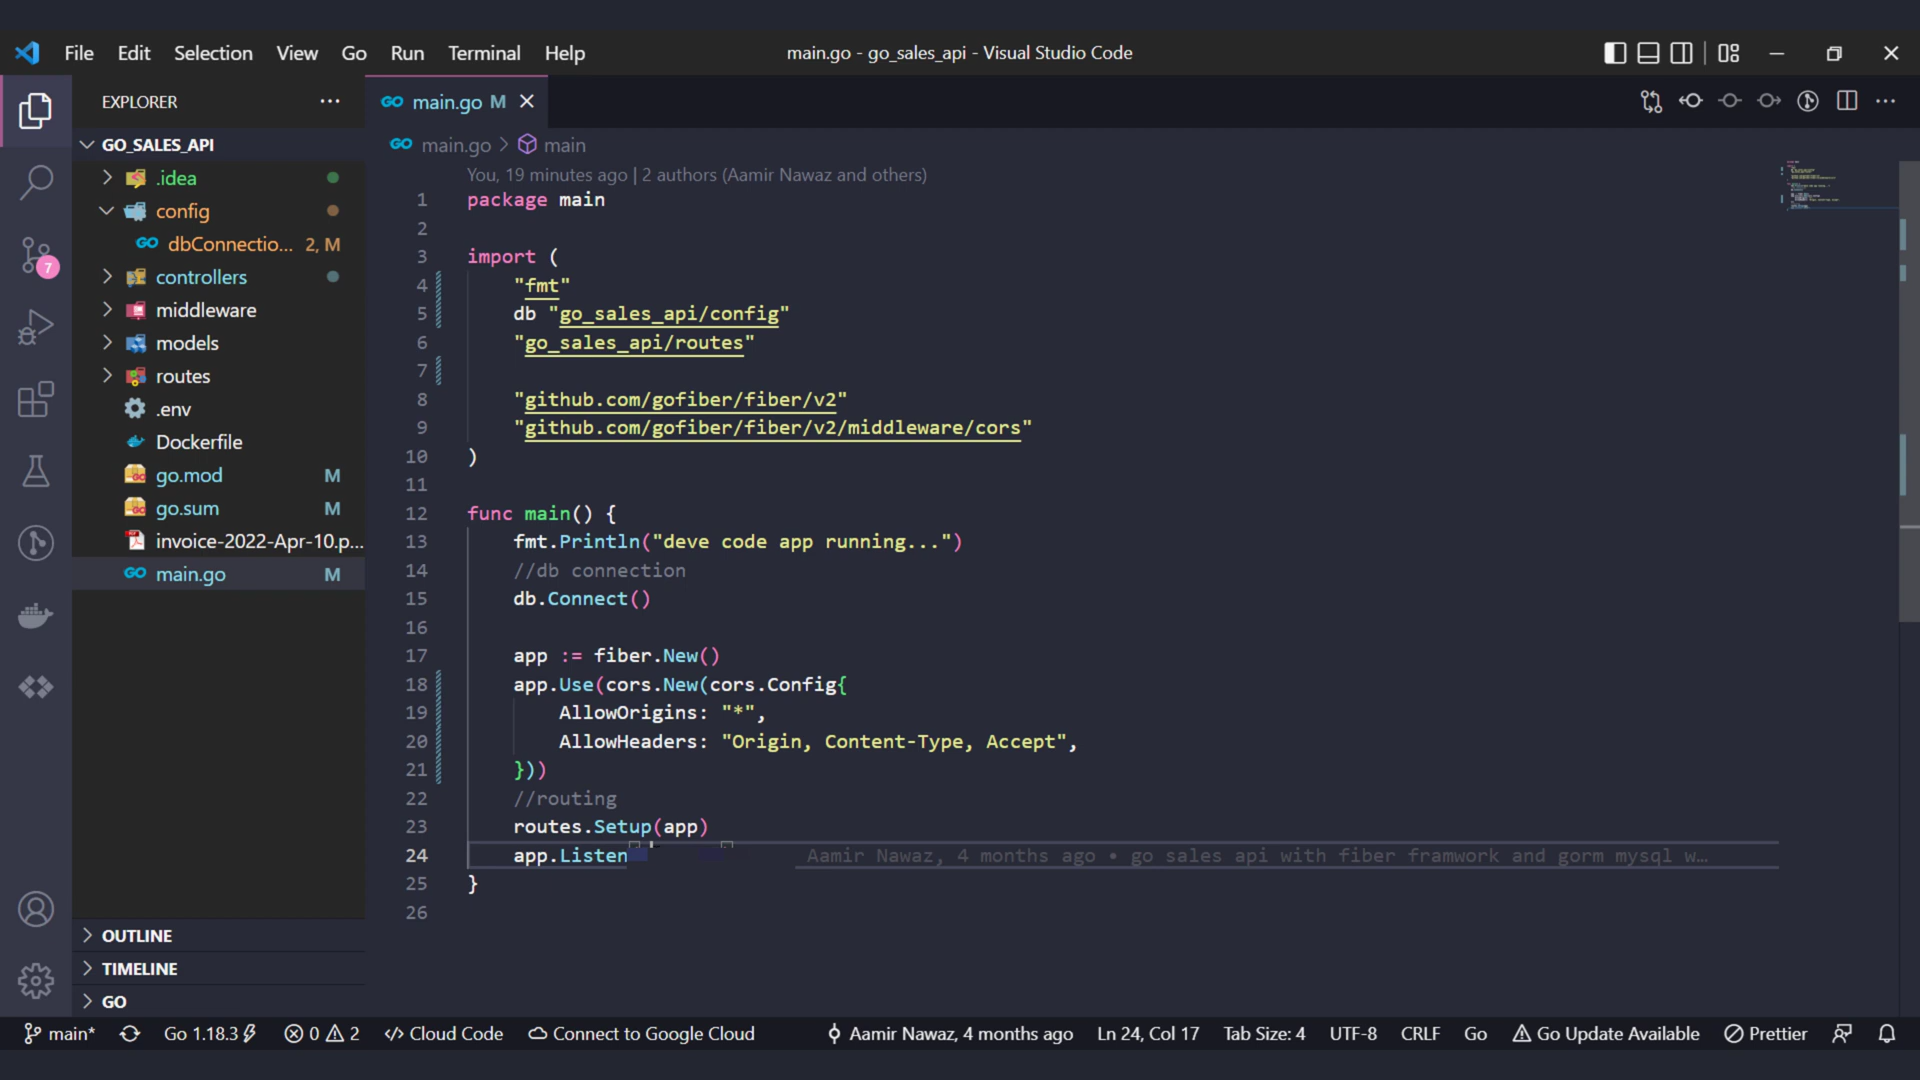 File Edit Selection View Go Run Terminal Help
main.go - go_sales_api - Visual Studio Code
EXPLORER
GO_SALES_API
.idea
config
dbConnectio... 2, M
controllers
middleware
models
routes
.env
Dockerfile
go.mod M
go.sum M
invoice-2022-Apr-10.p...
main.go M
7
OUTLINE
TIMELINE
GO
main.go M
main.go > main
You, 19 minutes ago | 2 authors (Aamir Nawaz and others)
1 package main
2
3 import (
4 "fmt"
5 db "go_sales_api/config"
6 "go_sales_api/routes"
7
8 "github.com/gofiber/fiber/v2"
9 "github.com/gofiber/fiber/v2/middleware/cors"
10 )
11
12 func main() {
13 fmt.Println("deve code app running...")
14 //db connection
15 db.Connect()
16
17 app := fiber.New()
18 app.Use(cors.New(cors.Config{
19 AllowOrigins: "*",
20 AllowHeaders: "Origin, Content-Type, Accept",
21 }))
22 //routing
23 routes.Setup(app)
24 app.Listen Aamir Nawaz, 4 months ago • go sales api with fiber framwork and gorm mysql w...
25 }
26
main* Go 1.18.3 0 2 Cloud Code Connect to Google Cloud Aamir Nawaz, 4 months ago Ln 24, Col 17 Tab Size: 4 UTF-8 CRLF Go Go Update Available Prettier